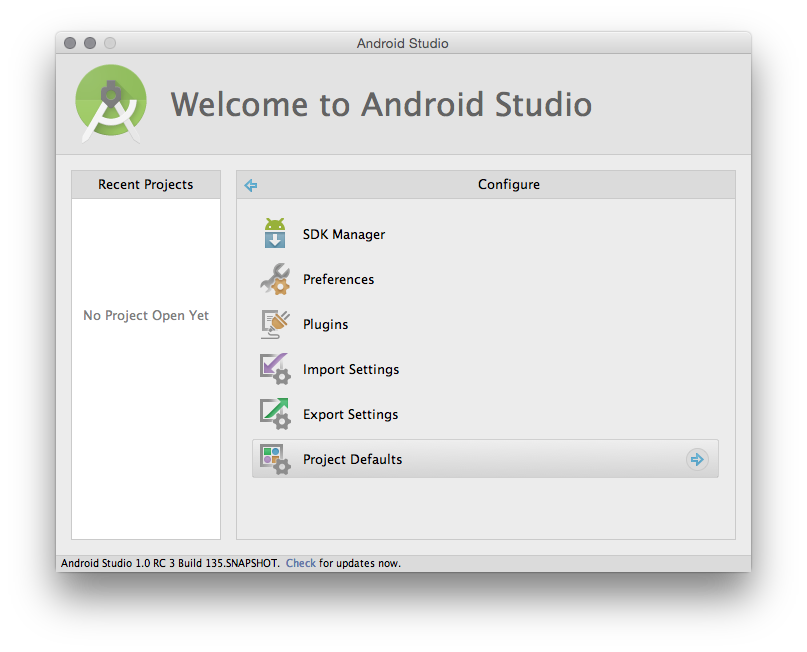 Android Studio
Welcome to Android Studio
Recent Projects
No Project Open Yet
Configure
SDK Manager
Preferences
Plugins
Import Settings
Export Settings
Project Defaults
Android Studio 1.0 RC 3 Build 135.SNAPSHOT. Check for updates now.